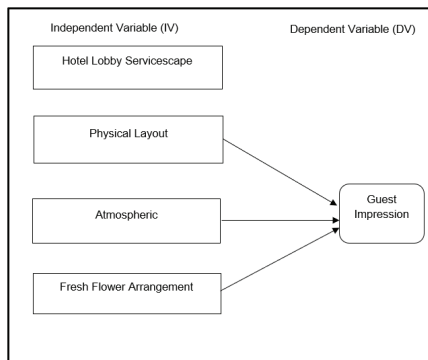 Independent Variable (IV)
Dependent Variable (DV)
Hotel Lobby Servicescape
Physical Layout
Atmospheric
Guest
Impression
Fresh Flower Arrangement